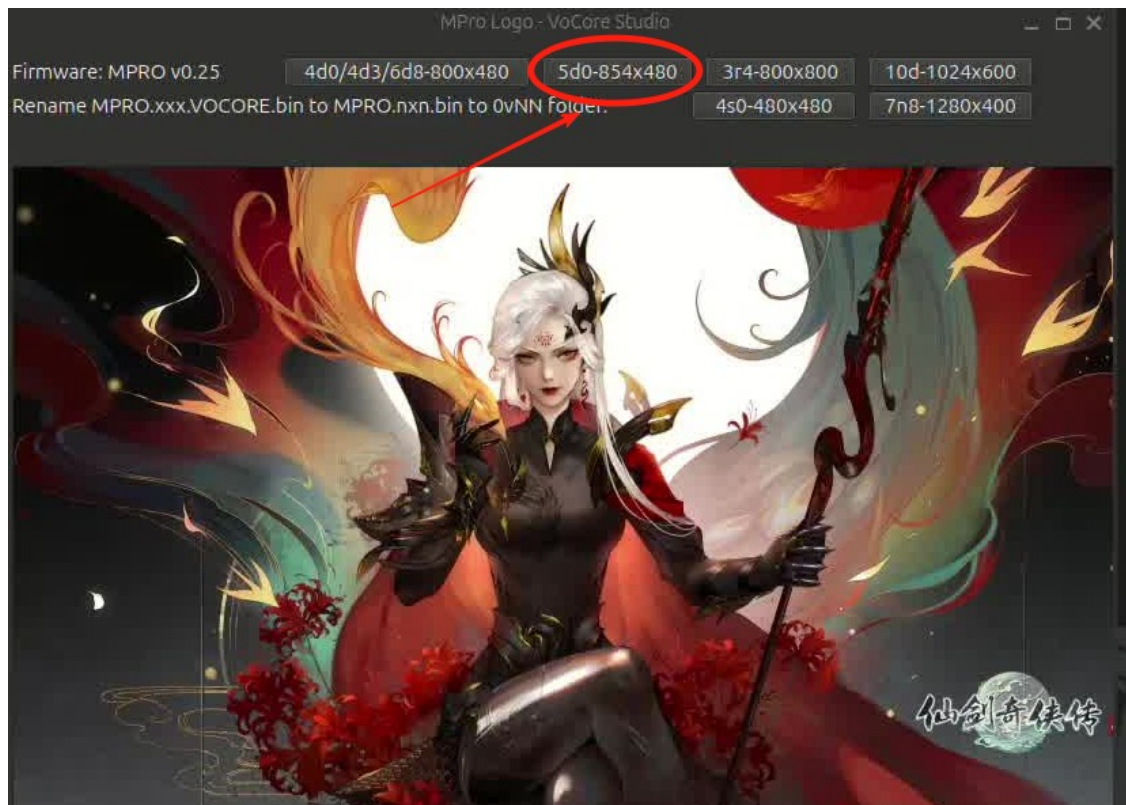 MPro Logo - VoCore Studio
Firmware: MPRO v0.25 4d0/4d3/6d8-800x480 5d0-854x480 3r4-800x800 10d-1024x600
Rename MPRO.xxx.VOCORE.bin to MPRO.nxn.bin to 0vNN folder. 4s0-480x480 7n8-1280x400
仙剑奇侠传